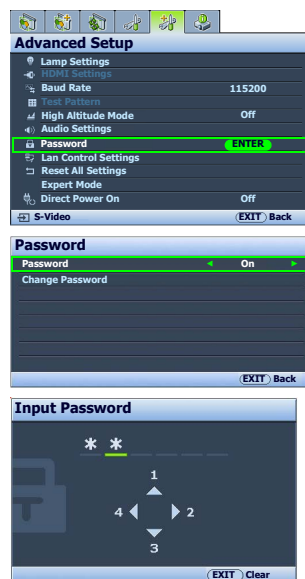 Advanced Setup
Lamp Settings
HDMI Settings
Baud Rate 115200
Test Pattern
High Altitude Mode Off
Audio Settings
Password ENTER
Lan Control Settings
Reset All Settings
Expert Mode
Direct Power On Off
S-Video EXIT Back
Password
Password On
Change Password
EXIT Back
Input Password
* *
1
4 2
3
EXIT Clear